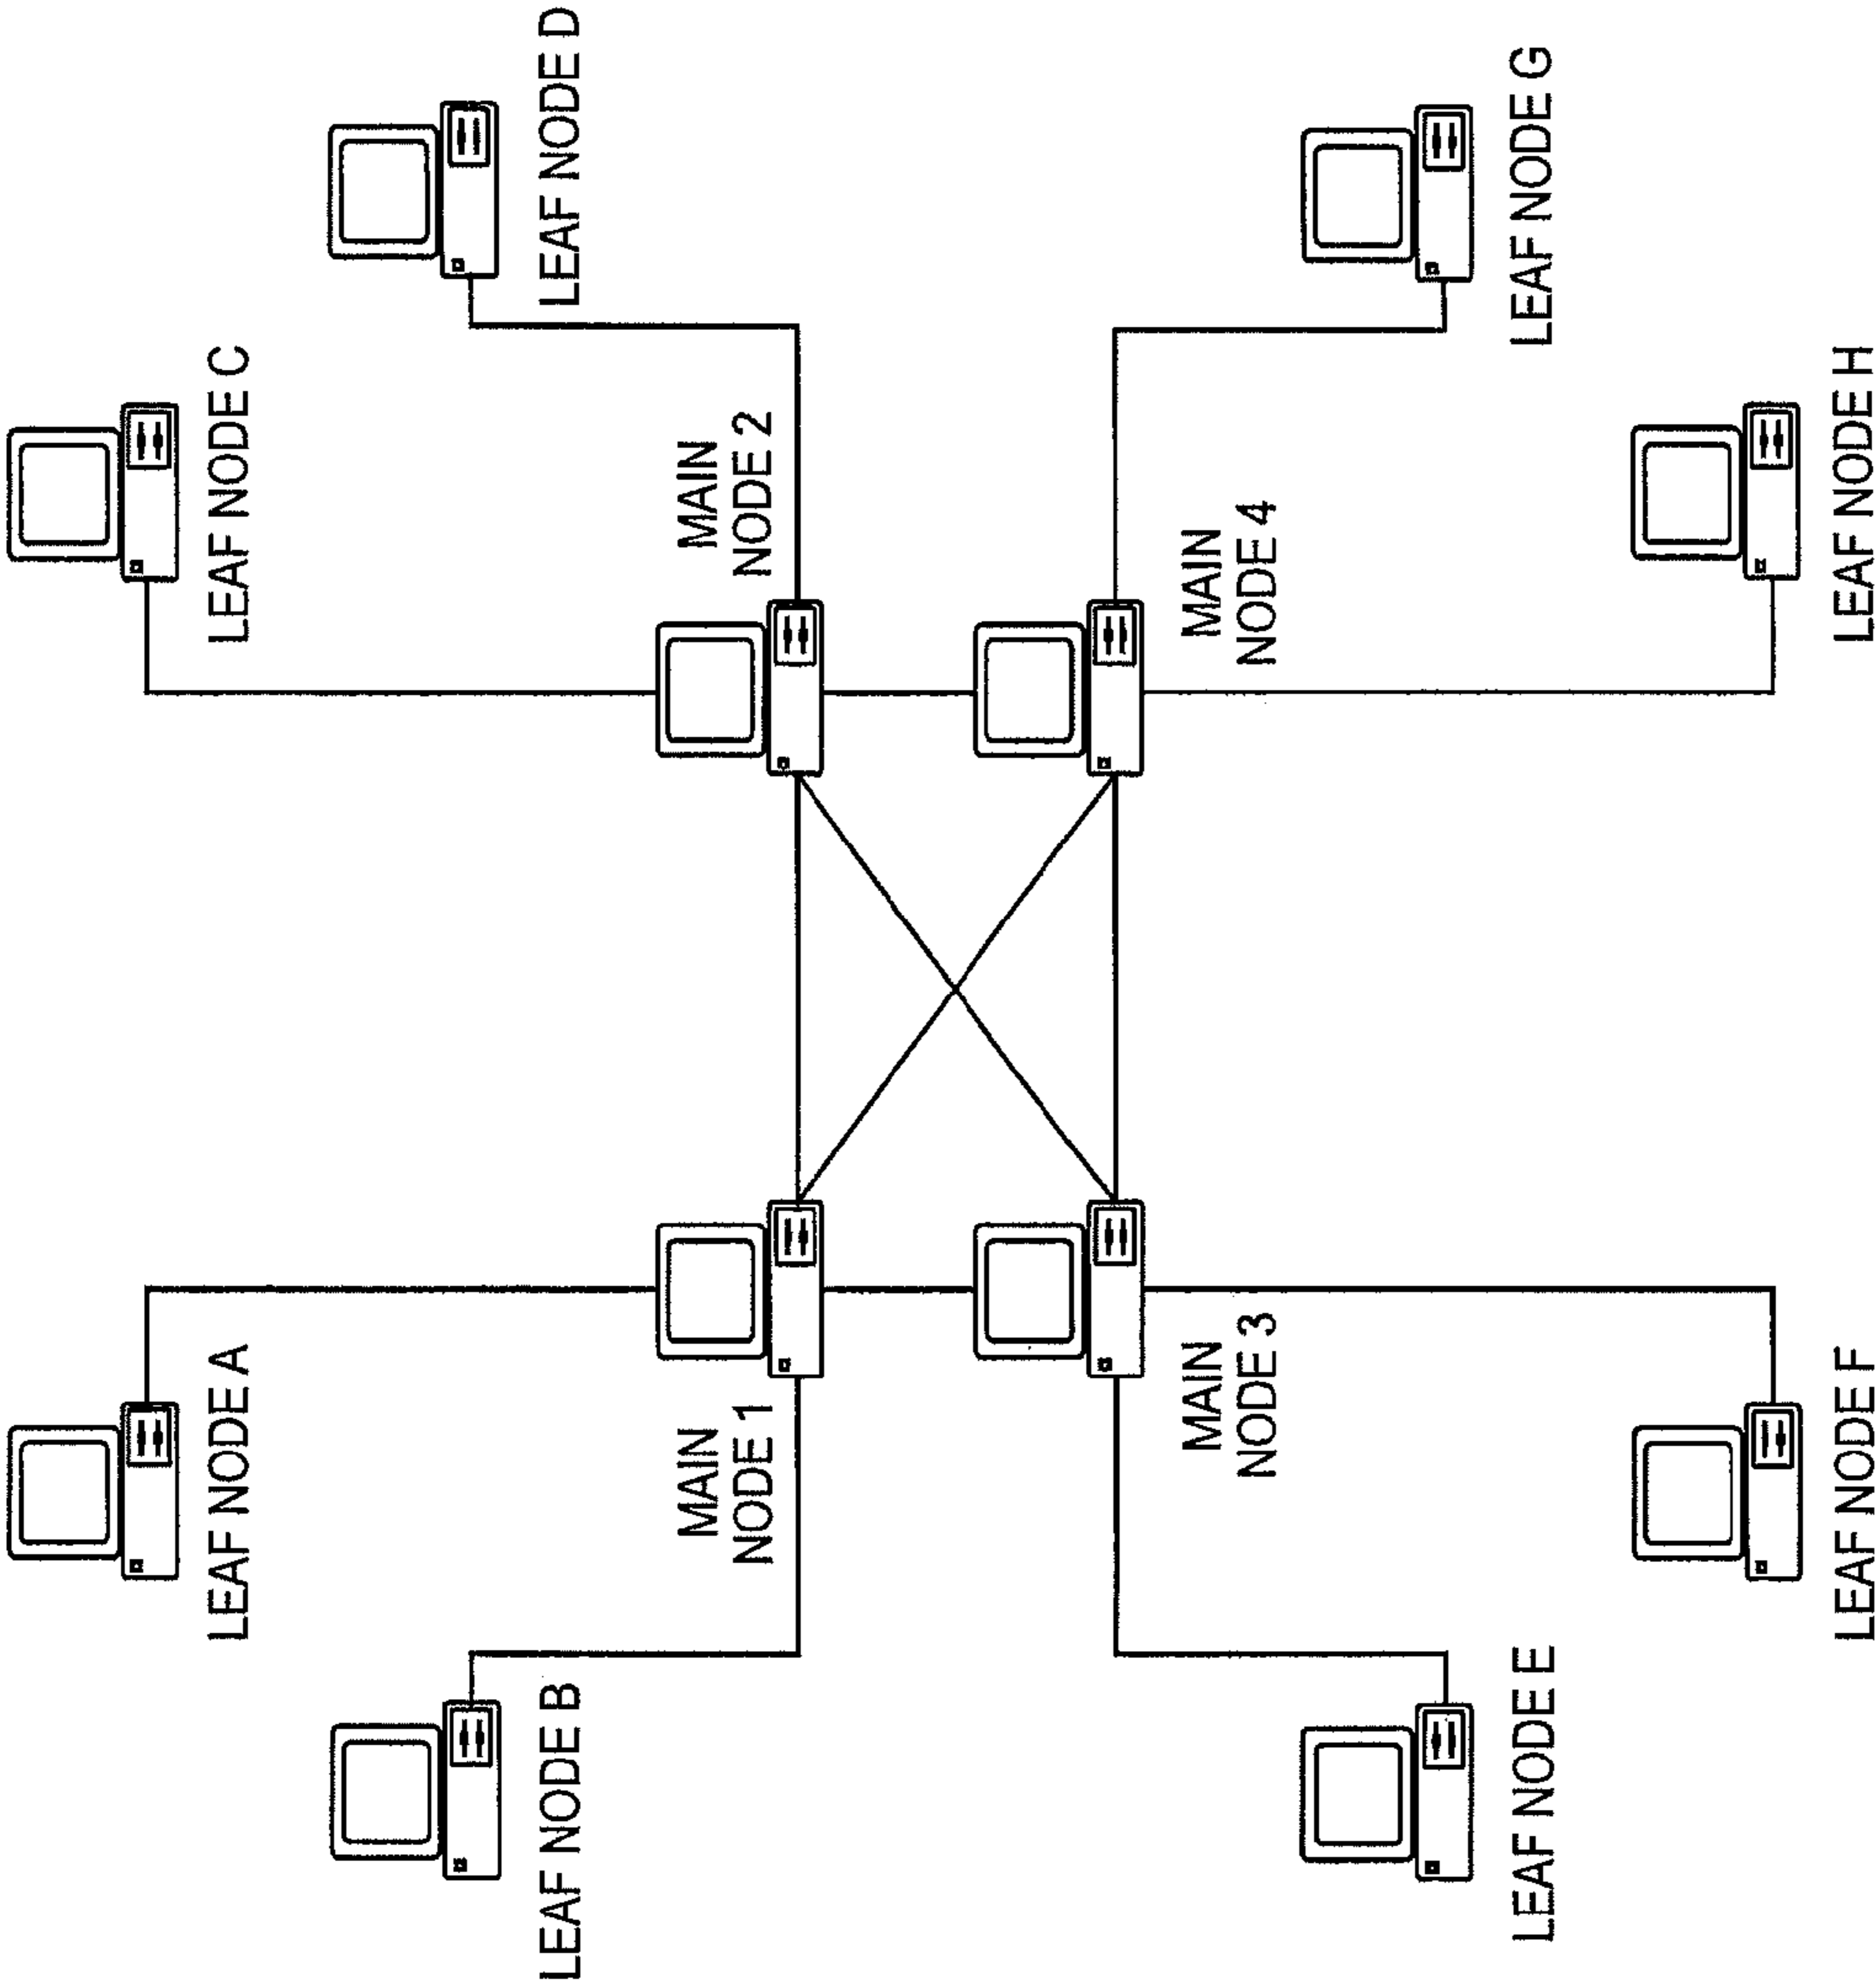 LEAF NODE A
LEAF NODE C
LEAF NODE B
LEAF NODE D
MAIN
NODE 1
MAIN
NODE 2
MAIN
NODE 3
MAIN
NODE 4
LEAF NODE E
LEAF NODE G
LEAF NODE F
LEAF NODE H